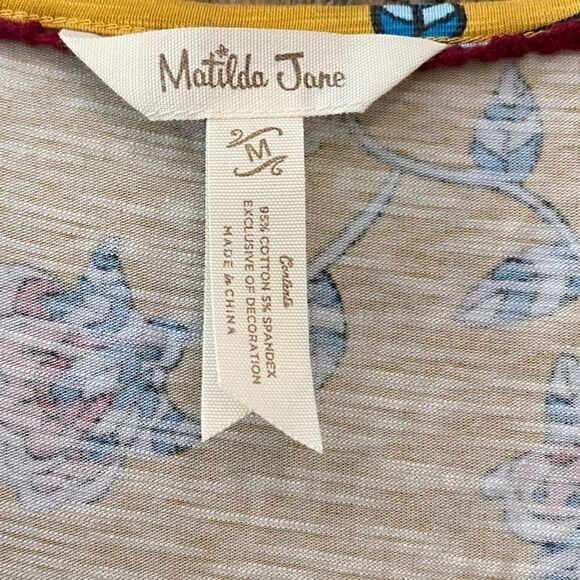 Matilda Jane
M
Contents
95% COTTON 5% SPANDEX
EXCLUSIVE OF DECORATION
MADE in CHINA